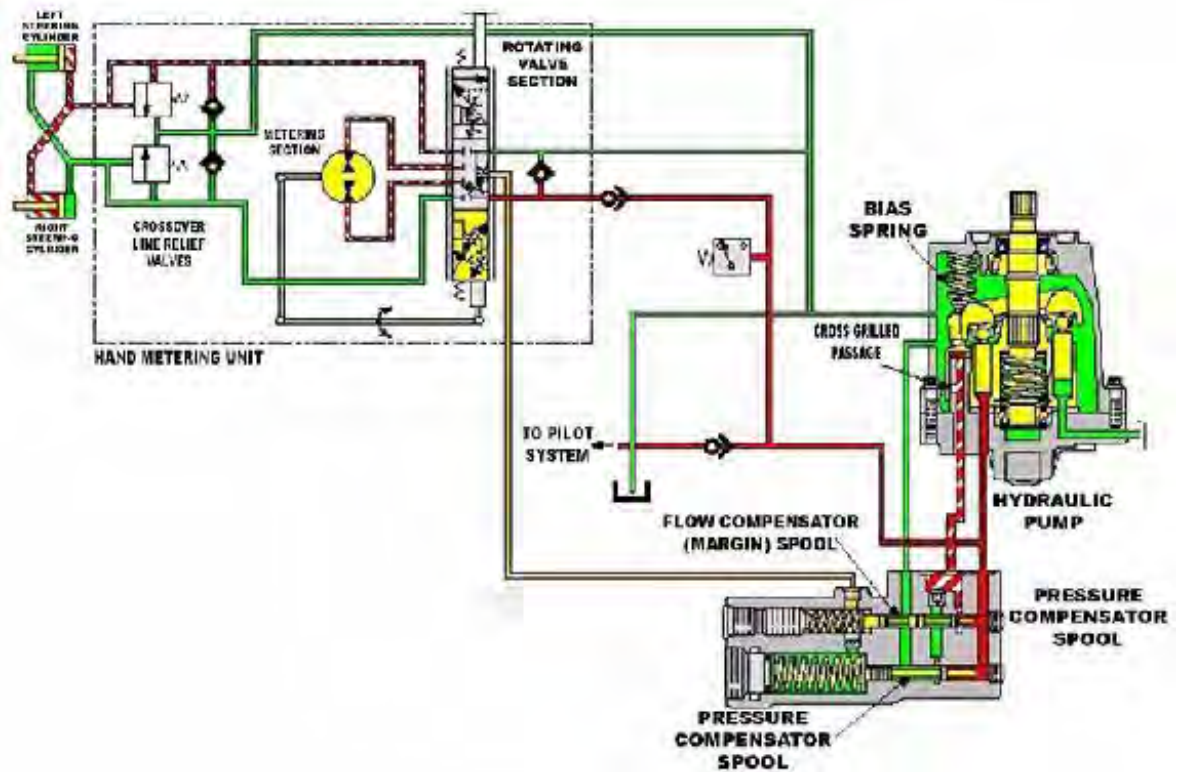 LEFT
STEERING
CYLINDER
ROTATING
VALVE
SECTION
METERING
SECTION
RIGHT
STEERING
CYLINDER
CROSSOVER
LINE RELIEF
VALVES
HAND METERING UNIT
BIAS
SPRING
CROSS GRILLED
PASSAGE
TO PILOT
SYSTEM
HYDRAULIC
PUMP
FLOW COMPENSATOR
(MARGIN) SPOOL
PRESSURE
COMPENSATOR
SPOOL
PRESSURE
COMPENSATOR
SPOOL